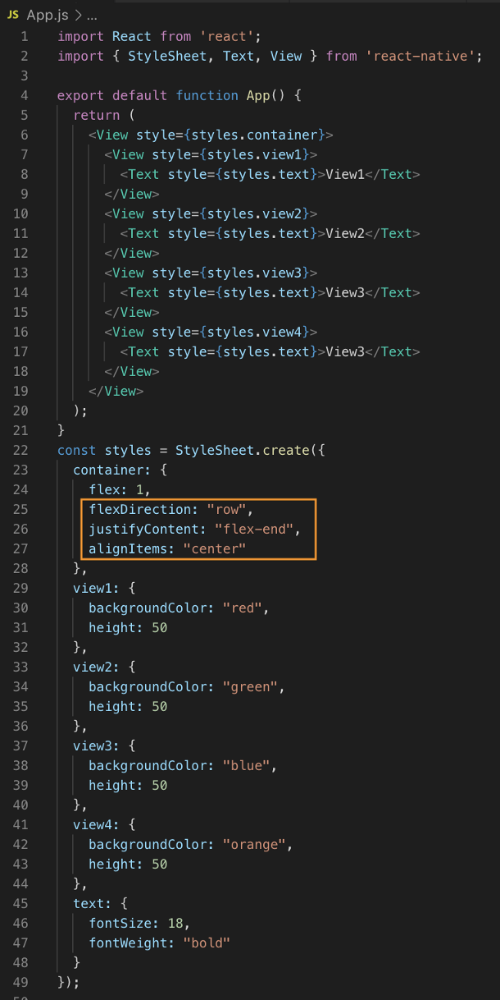 JS App.js > ...
1 import React from 'react';
2 import { StyleSheet, Text, View } from 'react-native';
3
4 export default function App() {
5   return (
6     <View style={styles.container}>
7       <View style={styles.view1}>
8         <Text style={styles.text}>View1</Text>
9       </View>
10       <View style={styles.view2}>
11         <Text style={styles.text}>View2</Text>
12       </View>
13       <View style={styles.view3}>
14         <Text style={styles.text}>View3</Text>
15       </View>
16       <View style={styles.view4}>
17         <Text style={styles.text}>View3</Text>
18       </View>
19     </View>
20   );
21 }
22 const styles = StyleSheet.create({
23   container: {
24     flex: 1,
25     flexDirection: "row",
26     justifyContent: "flex-end",
27     alignItems: "center"
28   },
29   view1: {
30     backgroundColor: "red",
31     height: 50
32   },
33   view2: {
34     backgroundColor: "green",
35     height: 50
36   },
37   view3: {
38     backgroundColor: "blue",
39     height: 50
40   },
41   view4: {
42     backgroundColor: "orange",
43     height: 50
44   },
45   text: {
46     fontSize: 18,
47     fontWeight: "bold"
48   }
49 });